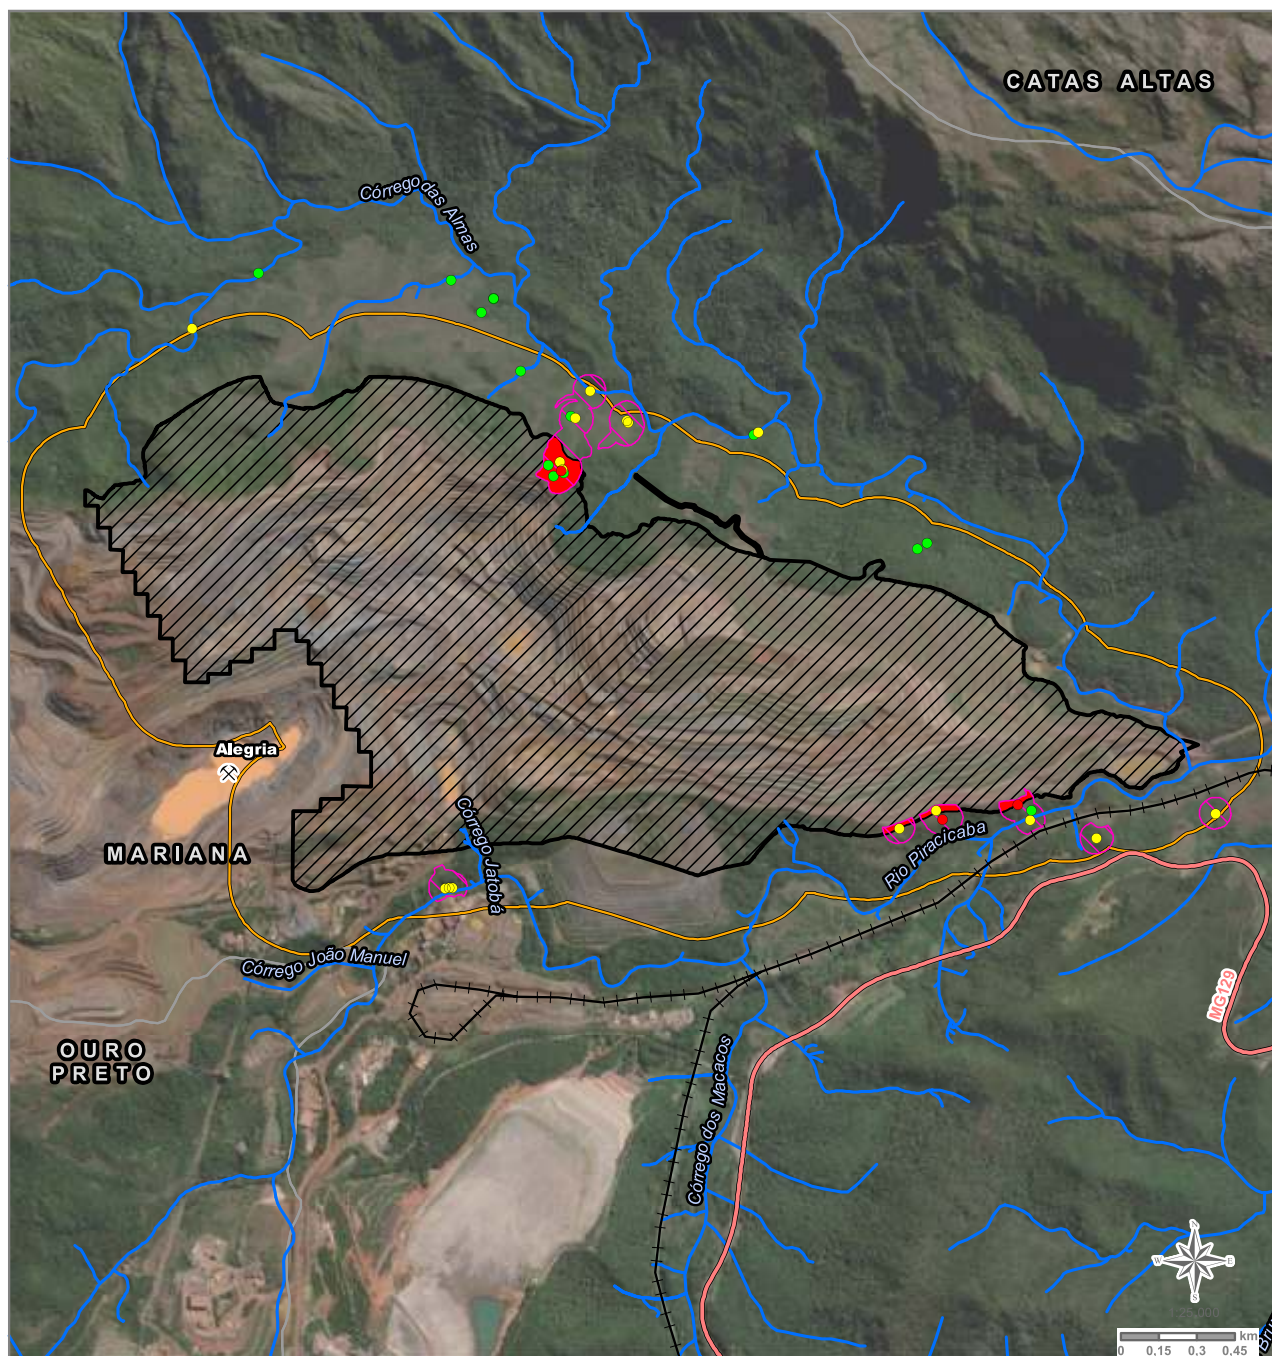 CATAS ALTAS
Córrego das Almas
Alegria
MARIANA
Córrego Jatobá
Rio Piracicaba
Córrego João Manuel
MG129
OURO
PRETO
Córrego dos Macacos
N
W E
S
km
0 0,15 0,3 0,45